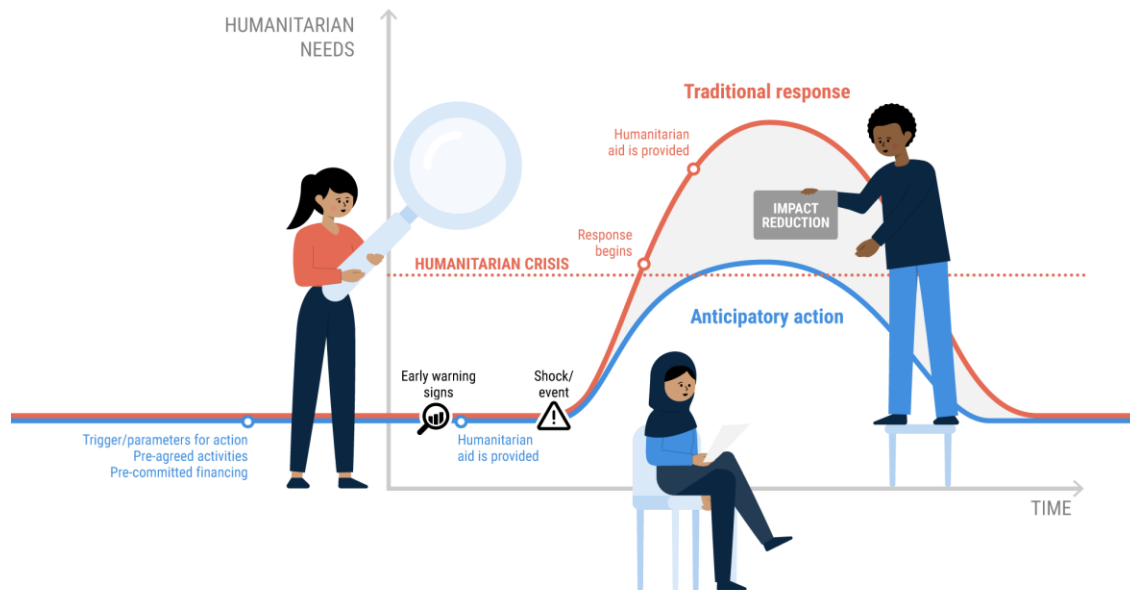 HUMANITARIAN
NEEDS
Traditional response
Humanitarian
aid is provided
IMPACT
REDUCTION
Response
begins
HUMANITARIAN CRISIS
Anticipatory action
Early warning
signs
Shock/
event
Trigger/parameters for action
Pre-agreed activities
Pre-committed financing
Humanitarian
aid is provided
TIME